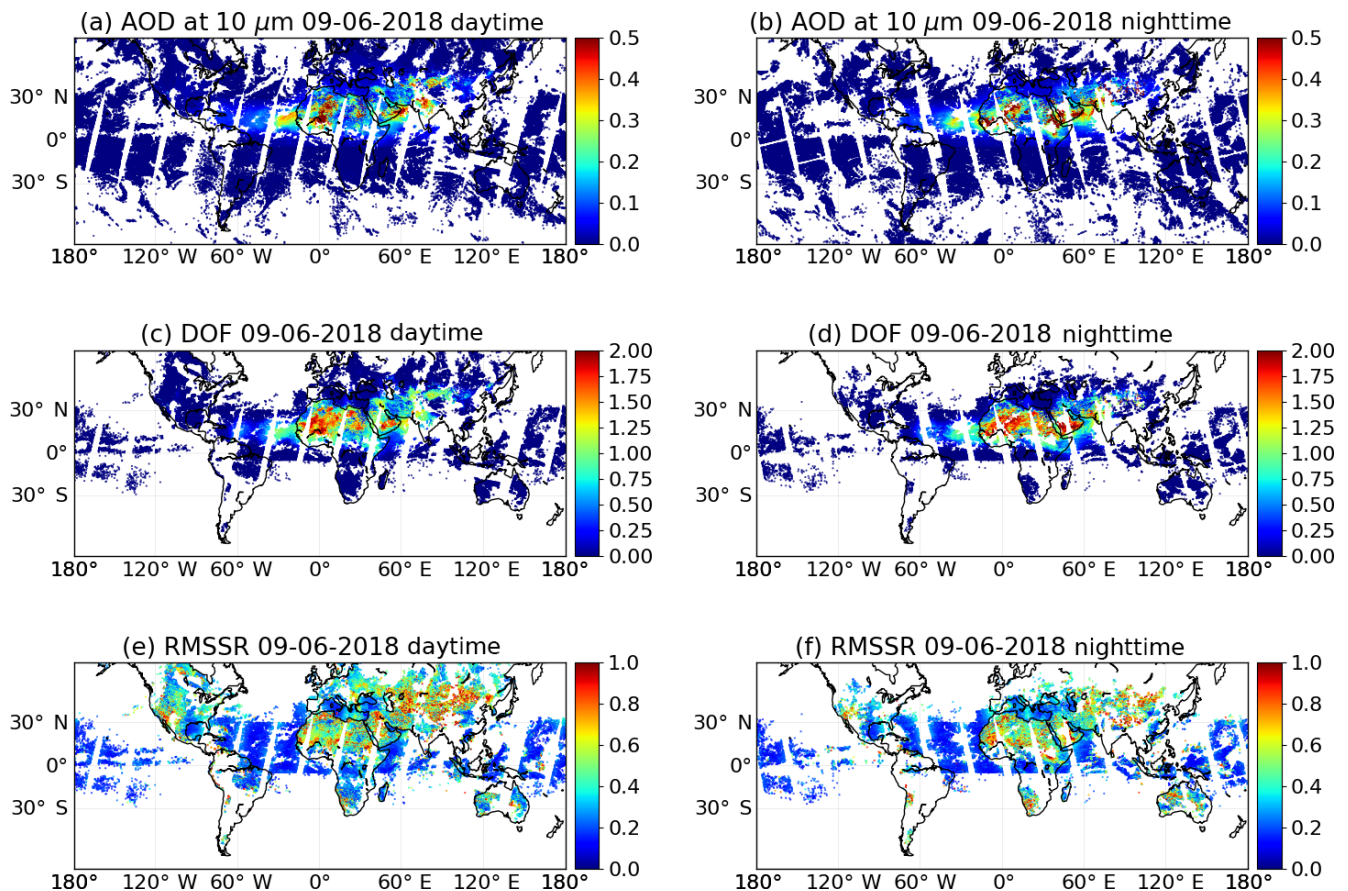 (a) AOD at 10 μm 09-06-2018 daytime
(b) AOD at 10 μm 09-06-2018 nighttime
30° N
0°
30° S
180°
120° W
60° W
0°
60° E
120° E
180°
0.5
0.4
0.3
0.2
0.1
0.0
30° N
0°
30° S
180°
120° W
60° W
0°
60° E
120° E
180°
0.5
0.4
0.3
0.2
0.1
0.0
(c) DOF 09-06-2018 daytime
(d) DOF 09-06-2018 nighttime
30° N
0°
30° S
180°
120° W
60° W
0°
60° E
120° E
180°
2.00
1.75
1.50
1.25
1.00
0.75
0.50
0.25
0.00
30° N
0°
30° S
180°
120° W
60° W
0°
60° E
120° E
180°
2.00
1.75
1.50
1.25
1.00
0.75
0.50
0.25
0.00
(e) RMSSR 09-06-2018 daytime
(f) RMSSR 09-06-2018 nighttime
30° N
0°
30° S
180°
120° W
60° W
0°
60° E
120° E
180°
1.0
0.8
0.6
0.4
0.2
0.0
30° N
0°
30° S
180°
120° W
60° W
0°
60° E
120° E
180°
1.0
0.8
0.6
0.4
0.2
0.0